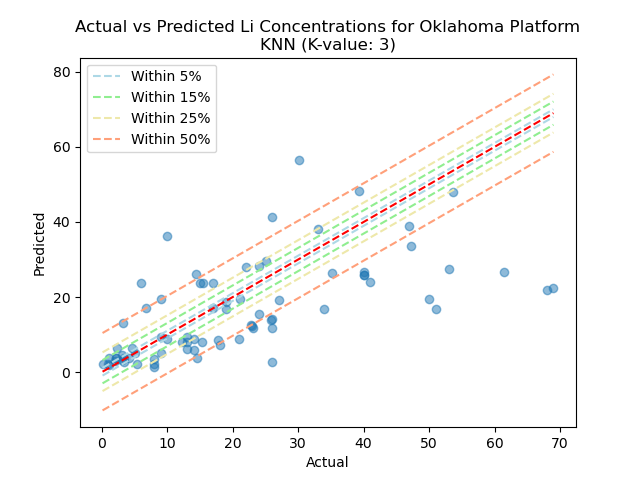 Actual vs Predicted Li Concentrations for Oklahoma Platform
KNN (K-value: 3)
Within 5%
Within 15%
Within 25%
Within 50%
80
60
40
20
0
Predicted
0 10 20 30 40 50 60 70
Actual